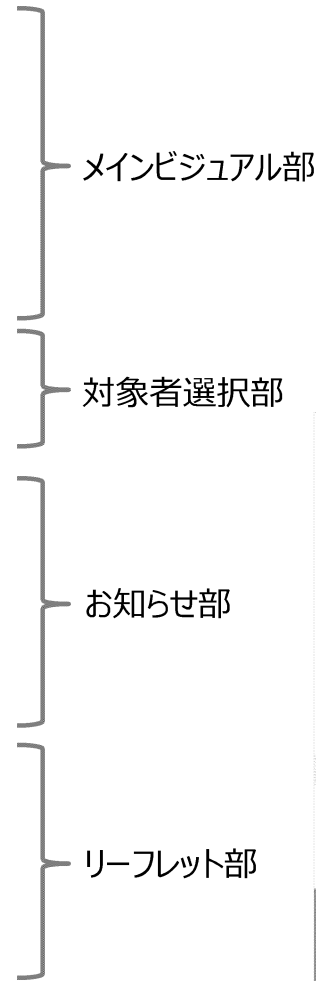 メインビジュアル部
対象者選択部
お知らせ部
リーフレット部